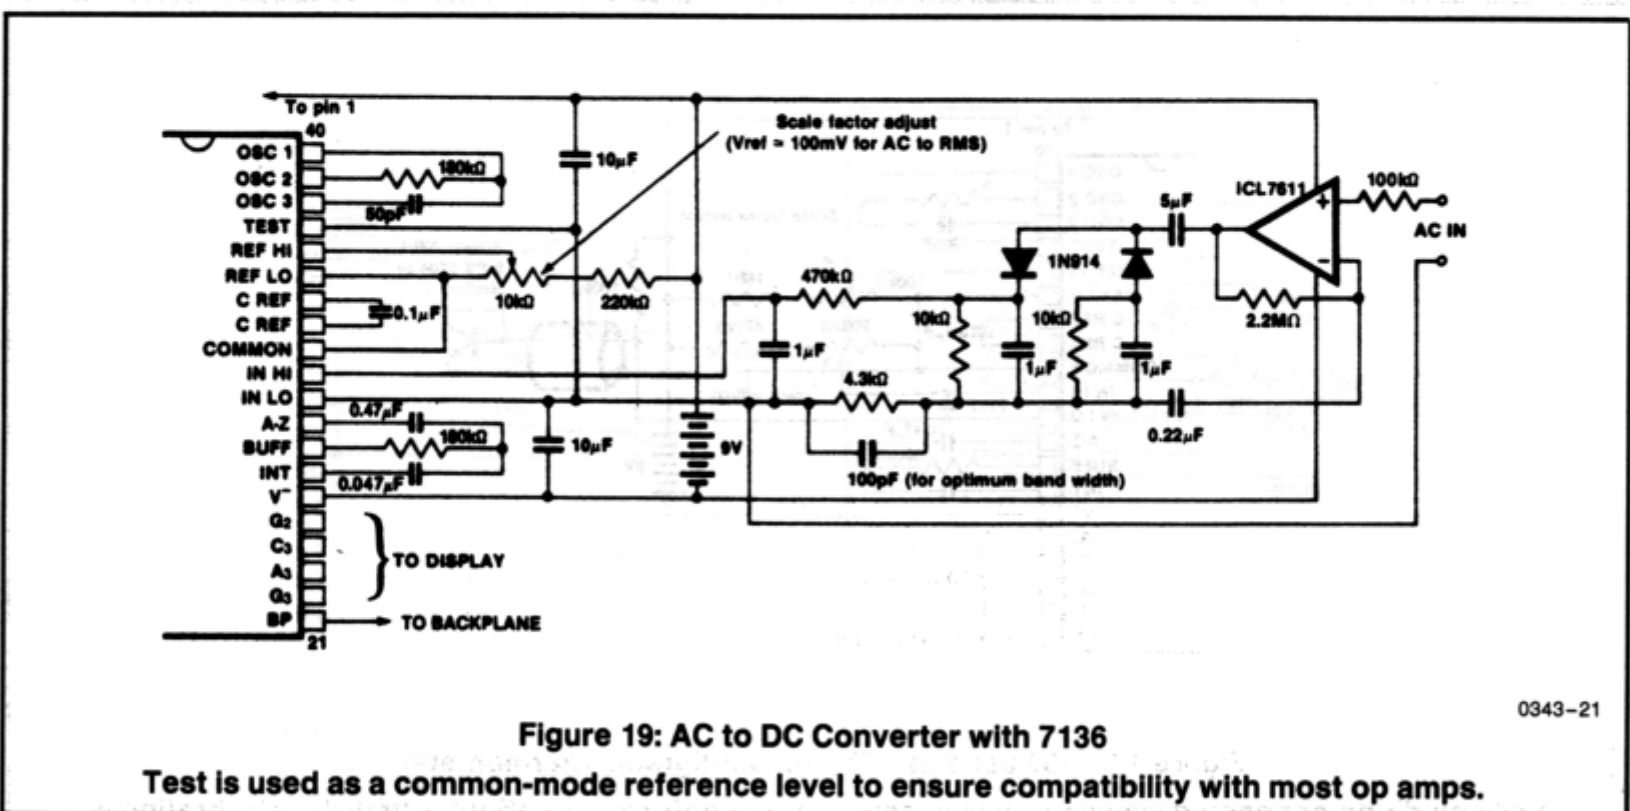 To pin 1
40
OSC 1
OSC 2
OSC 3
TEST
REF HI
REF LO
C REF
C REF
COMMON
IN HI
IN LO
A-Z
BUFF
INT
V⁻
G₂
C₃
A₃
G₃
BP
21
180kΩ
50pF
10µF
Scale factor adjust
(Vref = 100mV for AC to RMS)
10kΩ
220kΩ
0.1µF
0.47µF
180kΩ
0.047µF
10µF
9V
TO DISPLAY
TO BACKPLANE
470kΩ
1µF
4.3kΩ
100pF (for optimum band width)
10kΩ
1µF
10kΩ
1µF
1N914
5µF
0.22µF
ICL7611
+
−
2.2MΩ
100kΩ
AC IN
0343–21
Figure 19: AC to DC Converter with 7136
Test is used as a common-mode reference level to ensure compatibility with most op amps.